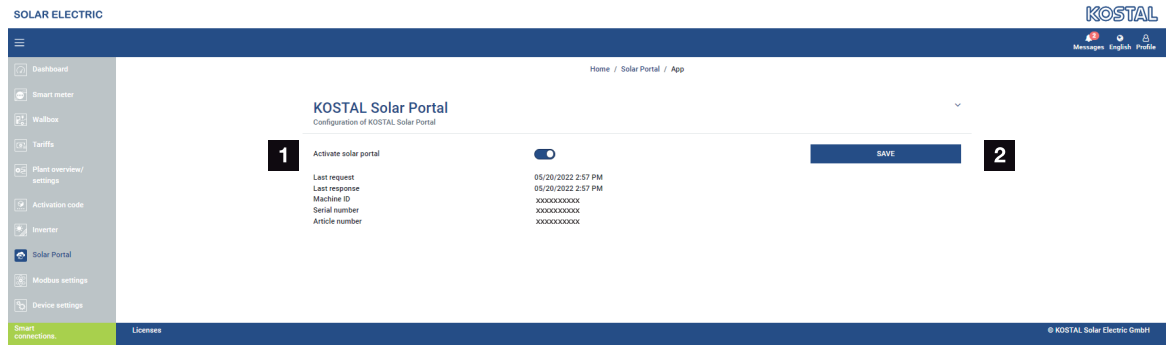 SOLAR ELECTRIC
KOSTAL
2
Messages English Profile
Dashboard
Smart meter
Wallbox
Tariffs
Plant overview/
settings
Activation code
Inverter
Solar Portal
Modbus settings
Device settings
Smart
connections.
Home / Solar Portal / App
KOSTAL Solar Portal
Configuration of KOSTAL Solar Portal
1
Activate solar portal
SAVE
2
Last request 05/20/2022 2:57 PM
Last response 05/20/2022 2:57 PM
Machine ID xxxxxxxxxx
Serial number xxxxxxxxxx
Article number xxxxxxxxxx
Licenses
© KOSTAL Solar Electric GmbH